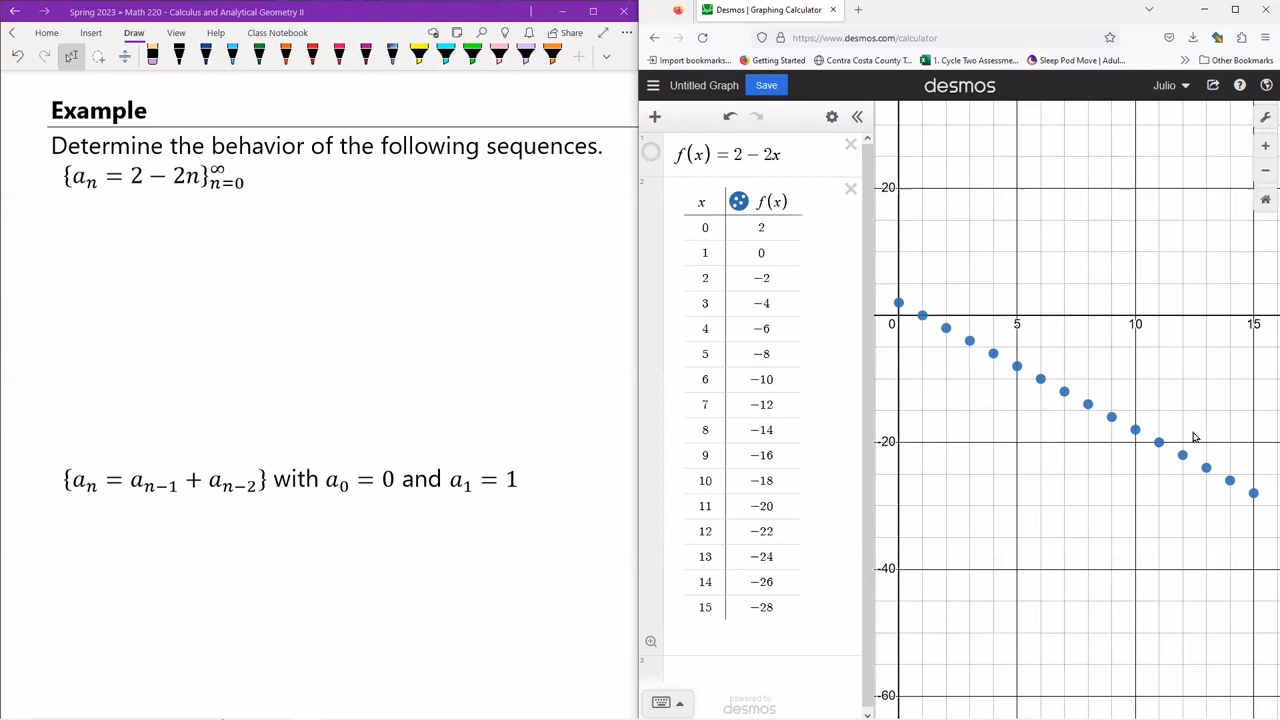 Spring 2023 » Math 220 - Calculus and Analytical Geometry II
Home Insert Draw View Help Class Notebook Share
Example
Determine the behavior of the following sequences.
{aₙ = 2 − 2n}∞ₙ₌₀
{aₙ = aₙ₋₁ + aₙ₋₂} with a₀ = 0 and a₁ = 1
Desmos | Graphing Calculator
https://www.desmos.com/calculator
Import bookmarks... Getting Started Contra Costa County T... 1. Cycle Two Assessme... Sleep Pod Move | Adul... Other Bookmarks
Untitled Graph Save desmos Julio
1
f(x) = 2 − 2x
2
x f(x)
0 2
1 0
2 −2
3 −4
4 −6
5 −8
6 −10
7 −12
8 −14
9 −16
10 −18
11 −20
12 −22
13 −24
14 −26
15 −28
3
powered by
desmos
20
0 5 10 15
-20
-40
-60